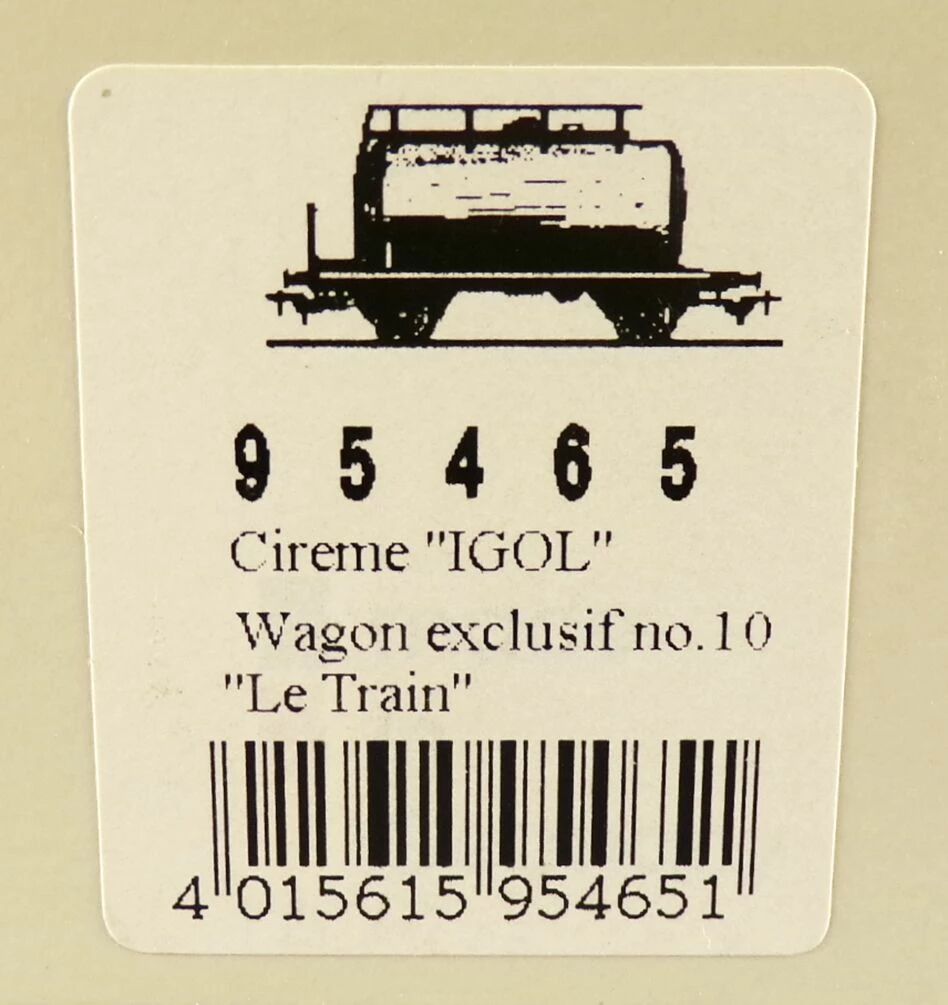 9 5 4 6 5
Cireme "IGOL"
Wagon exclusif no.10
"Le Train"
4 015615 954651